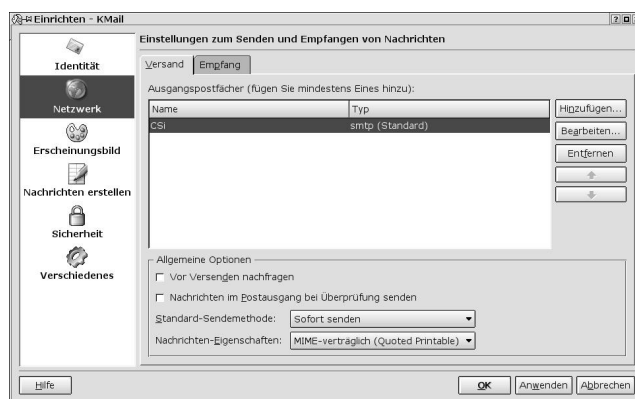 Einrichten - KMail
Einstellungen zum Senden und Empfangen von Nachrichten
Identität
Netzwerk
Erscheinungsbild
Nachrichten erstellen
Sicherheit
Verschiedenes
Versand Empfang
Ausgangspostfächer (fügen Sie mindestens Eines hinzu):
Name Typ
CSi smtp (Standard)
Hinzufügen...
Bearbeiten...
Entfernen
Allgemeine Optionen
Vor Versenden nachfragen
Nachrichten im Postausgang bei Überprüfung senden
Standard-Sendemethode: Sofort senden
Nachrichten-Eigenschaften: MIME-verträglich (Quoted Printable)
Hilfe OK Anwenden Abbrechen